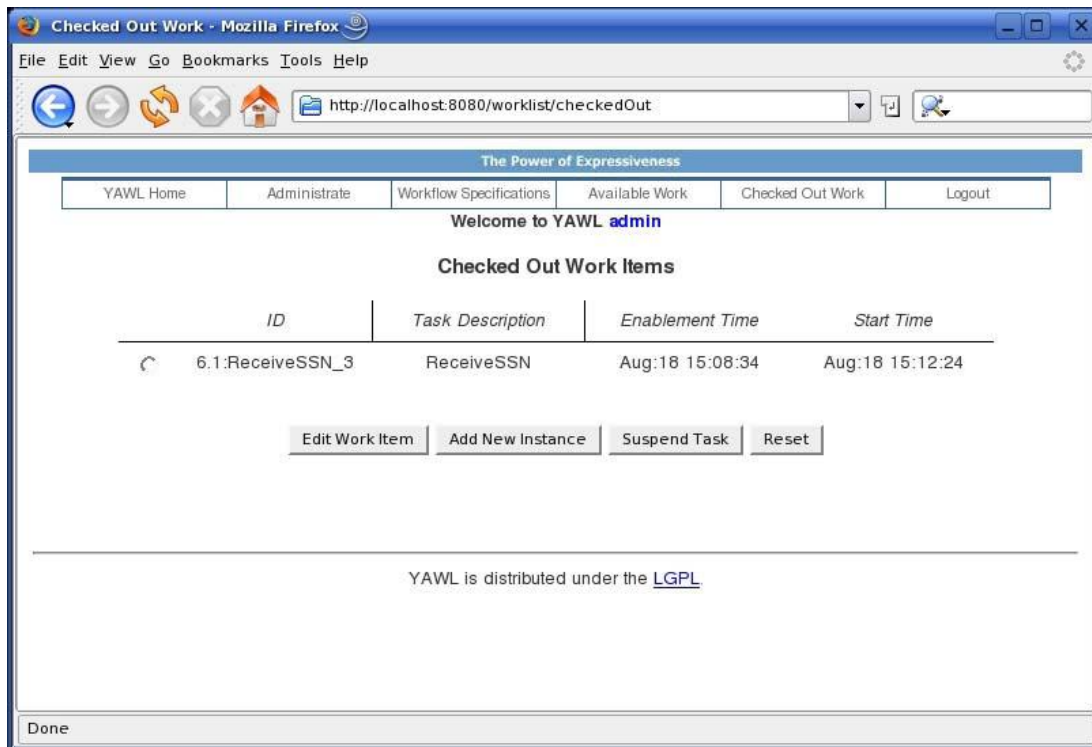 Checked Out Work - Mozilla Firefox
File Edit View Go Bookmarks Tools Help
http://localhost:8080/worklist/checkedOut
The Power of Expressiveness
YAWL Home Administrate Workflow Specifications Available Work Checked Out Work Logout
Welcome to YAWL admin
Checked Out Work Items
ID Task Description Enablement Time Start Time
6.1:ReceiveSSN_3 ReceiveSSN Aug:18 15:08:34 Aug:18 15:12:24
Edit Work Item Add New Instance Suspend Task Reset
YAWL is distributed under the LGPL.
Done